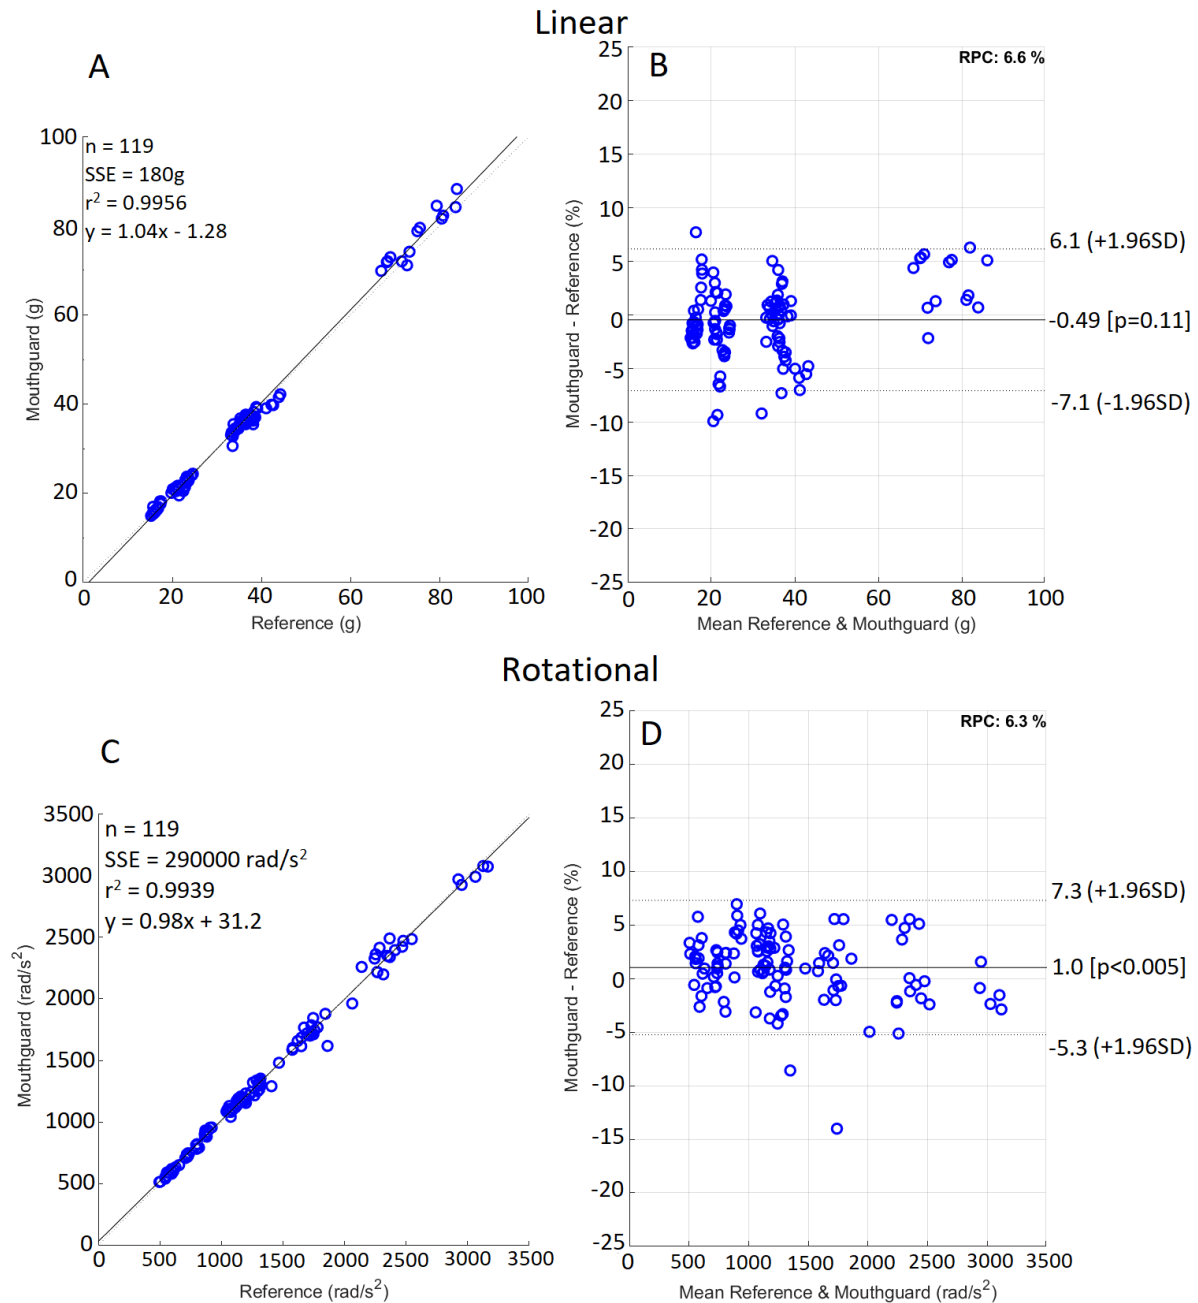 Linear
A
100
80
60
40
20
0
Mouthguard (g)
n = 119
SSE = 180g
r² = 0.9956
y = 1.04x - 1.28
0 20 40 60 80 100
Reference (g)
B
RPC: 6.6 %
25
20
15
10
5
0
-5
-10
-15
-20
-25
Mouthguard - Reference (%)
6.1 (+1.96SD)
-0.49 [p=0.11]
-7.1 (-1.96SD)
0 20 40 60 80 100
Mean Reference & Mouthguard (g)
Rotational
C
3500
3000
2500
2000
1500
1000
500
0
Mouthguard (rad/s²)
n = 119
SSE = 290000 rad/s²
r² = 0.9939
y = 0.98x + 31.2
0 500 1000 1500 2000 2500 3000 3500
Reference (rad/s²)
D
RPC: 6.3 %
25
20
15
10
5
0
-5
-10
-15
-20
-25
Mouthguard - Reference (%)
7.3 (+1.96SD)
1.0 [p<0.005]
-5.3 (+1.96SD)
0 500 1000 1500 2000 2500 3000 3500
Mean Reference & Mouthguard (rad/s²)